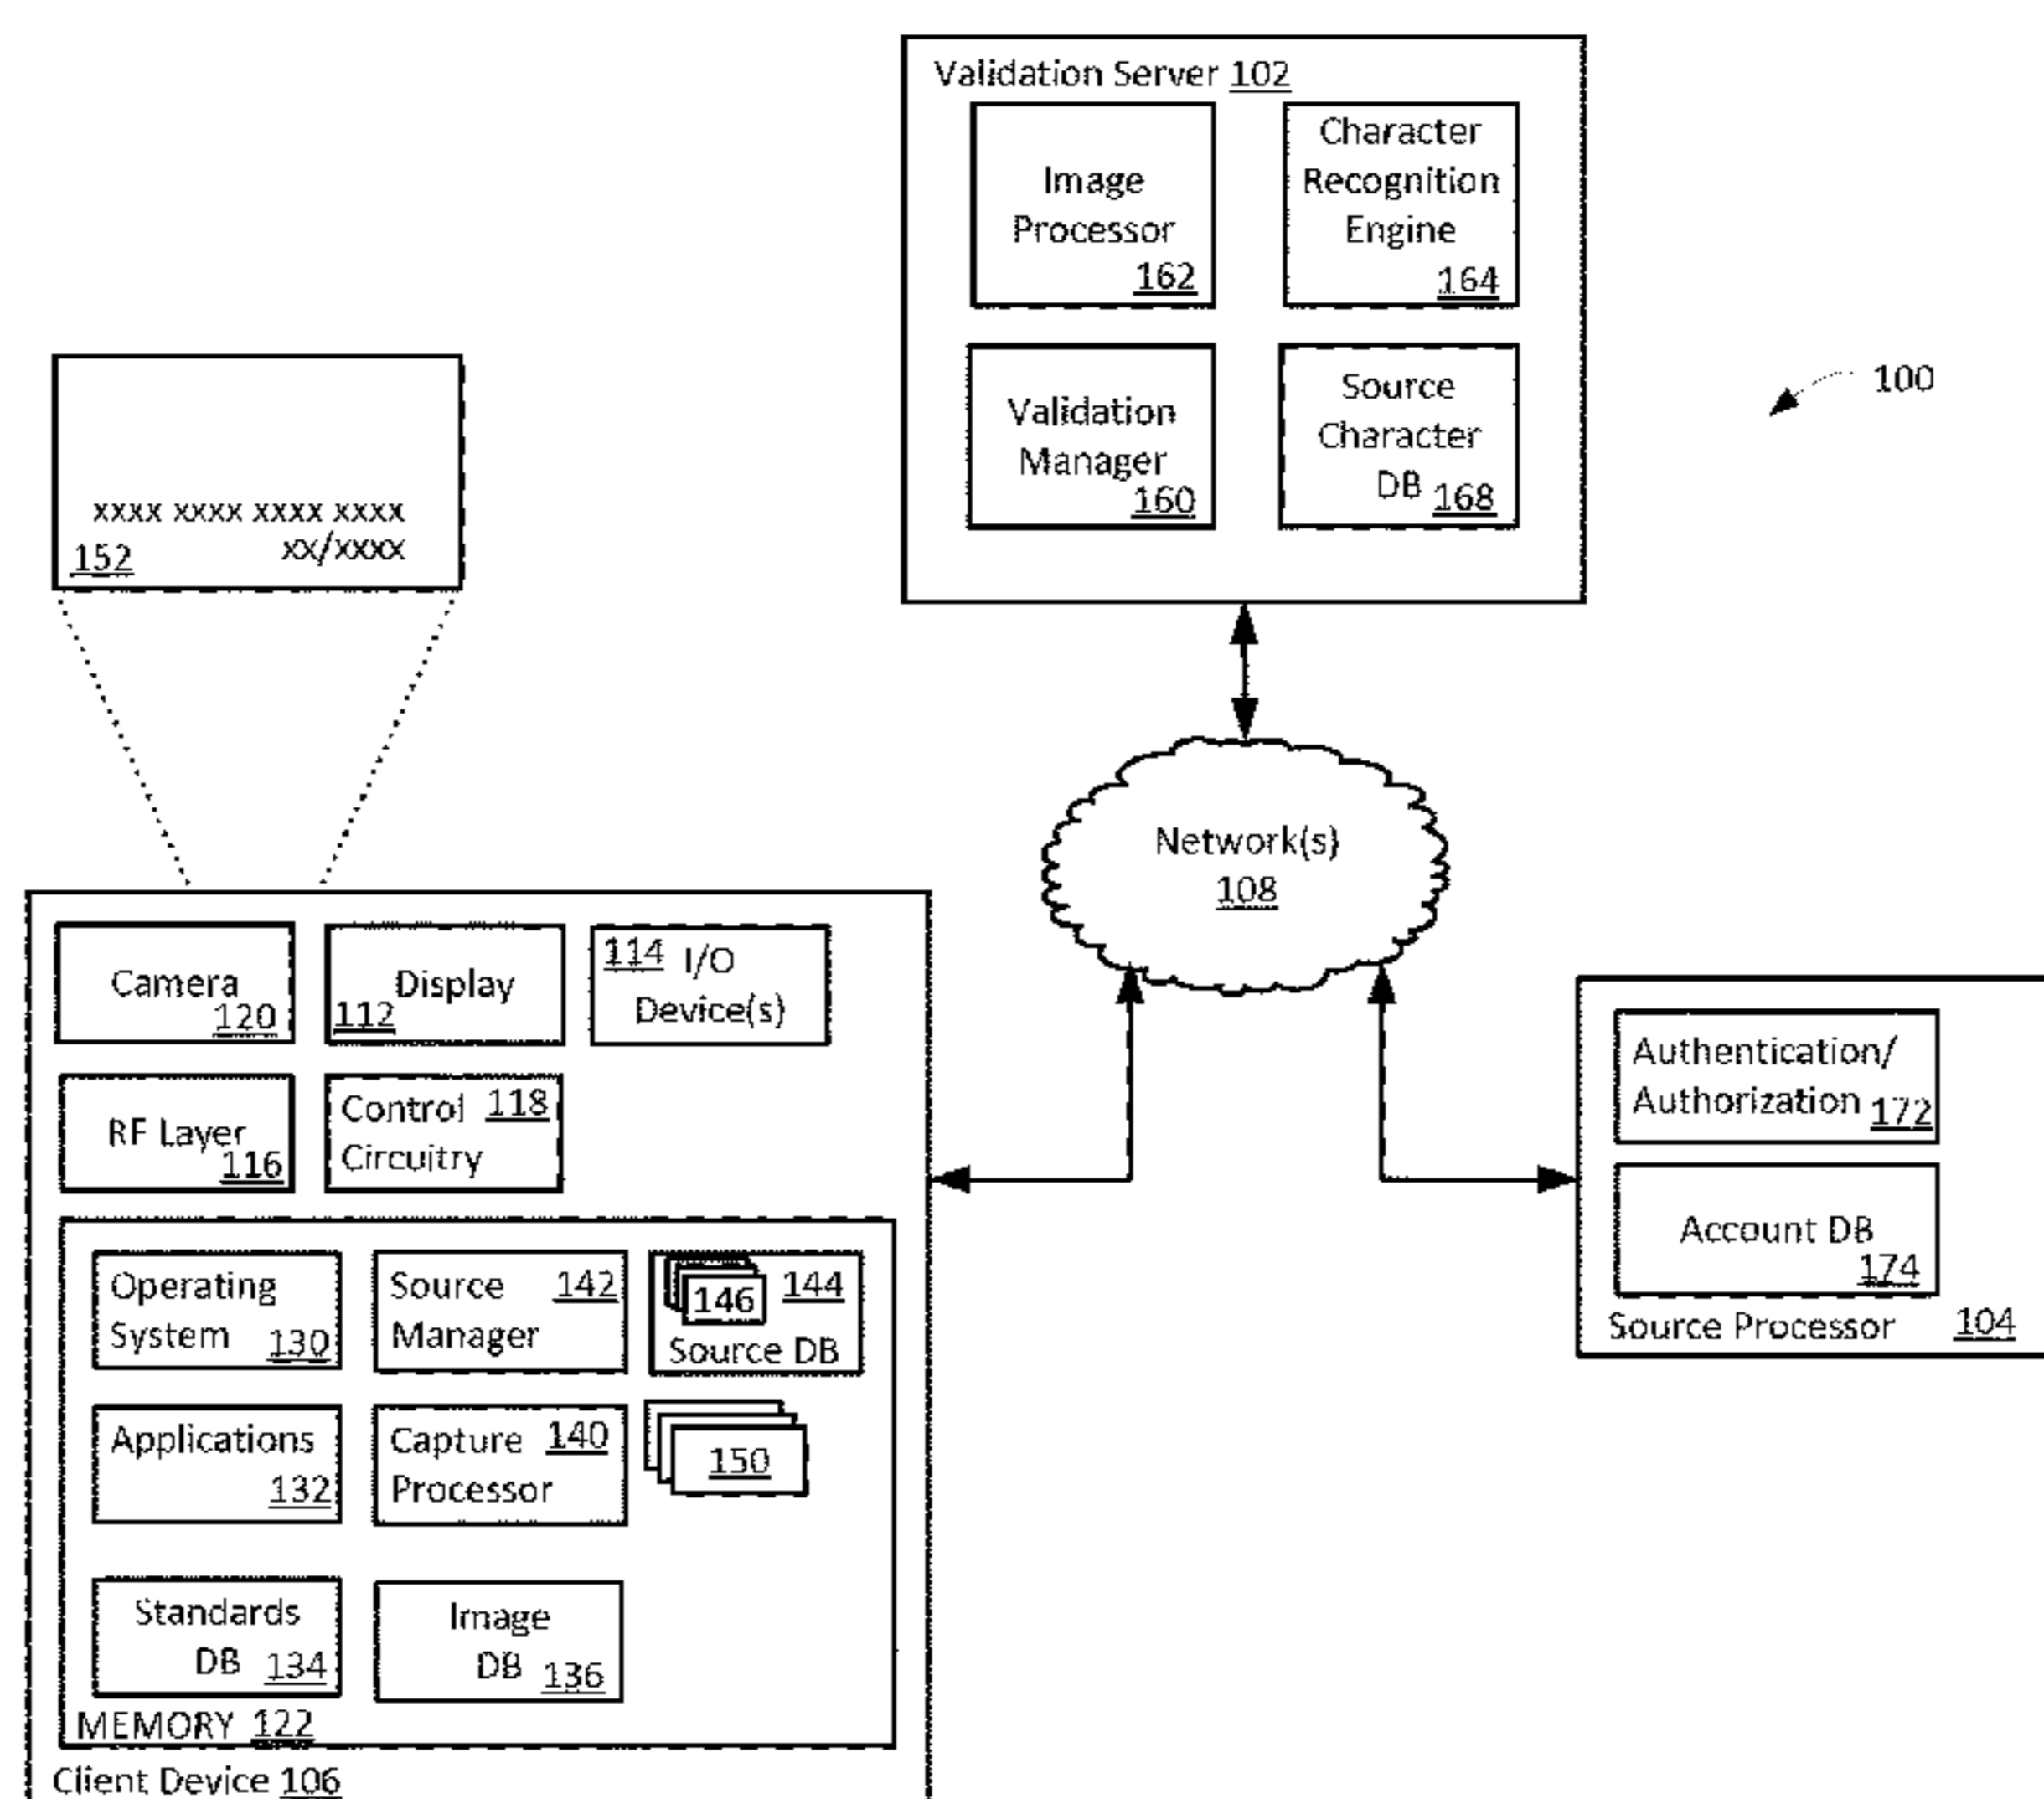 Validation Server 102
Image
Processor
162
Character
Recognition
Engine
164
Validation
Manager
160
Source
Character
DB 168
100
xxxx xxxx xxxx xxxx
xx/xxxx
152
Network(s)
108
Camera
120
Display
112
114 I/O
Device(s)
RF Layer
116
Control 118
Circuitry
Operating
System 130
Source 142
Manager
146 144
Source DB
Applications
132
Capture 140
Processor
150
Standards
DB 134
Image
DB 136
MEMORY 122
Client Device 106
Authentication/
Authorization 172
Account DB
174
Source Processor 104